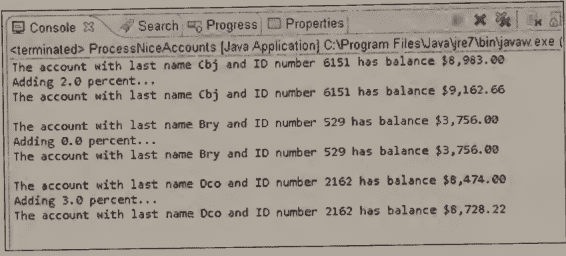 Console Search Progress Properties
<terminated> ProcessNiceAccounts [Java Application] C:\Program Files\Java\jre7\bin\javaw.exe (
The account with last name Cbj and ID number 6151 has balance $8,983.00
Adding 2.0 percent...
The account with last name Cbj and ID number 6151 has balance $9,162.66
The account with last name Bry and ID number 529 has balance $3,756.00
Adding 0.0 percent...
The account with last name Bry and ID number 529 has balance $3,756.00
The account with last name Dco and ID number 2162 has balance $8,474.00
Adding 3.0 percent...
The account with last name Dco and ID number 2162 has balance $8,728.22